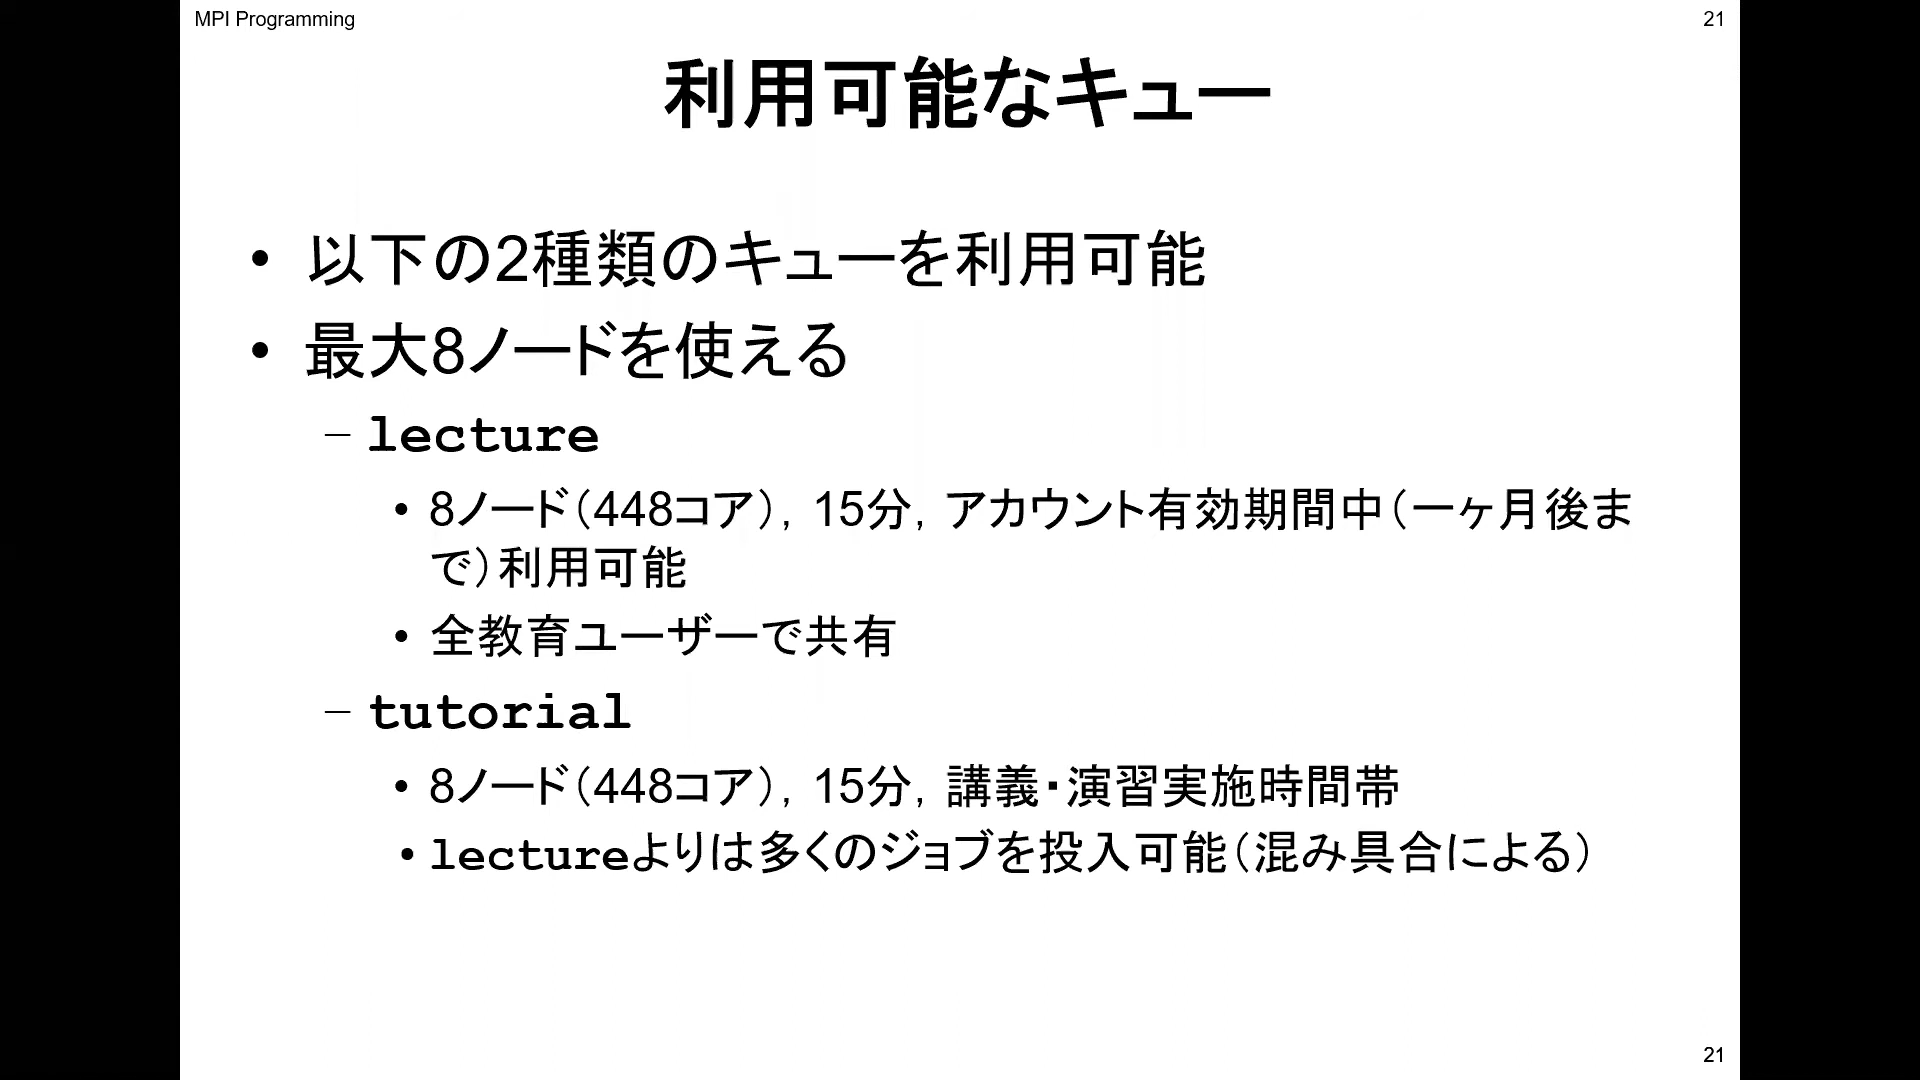 MPI Programming
21
利用可能なキュー
• 以下の2種類のキューを利用可能
• 最大8ノードを使える
– lecture
• 8ノード（448コア），15分，アカウント有効期間中（一ヶ月後ま
で）利用可能
• 全教育ユーザーで共有
– tutorial
• 8ノード（448コア），15分，講義・演習実施時間帯
• lectureよりは多くのジョブを投入可能（混み具合による）
21